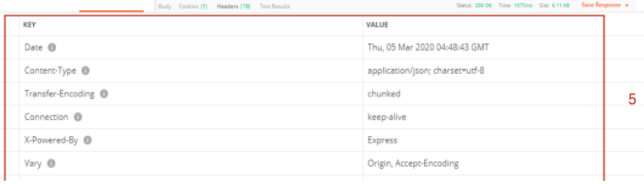 Body Cookies (1) Headers (19) Test Results Status: 200 OK Time: 1075ms Size: 6.11 KB Save Response
KEY VALUE
Date Thu, 05 Mar 2020 04:48:43 GMT
Content-Type application/json; charset=utf-8
Transfer-Encoding chunked
Connection keep-alive
X-Powered-By Express
Vary Origin, Accept-Encoding
5